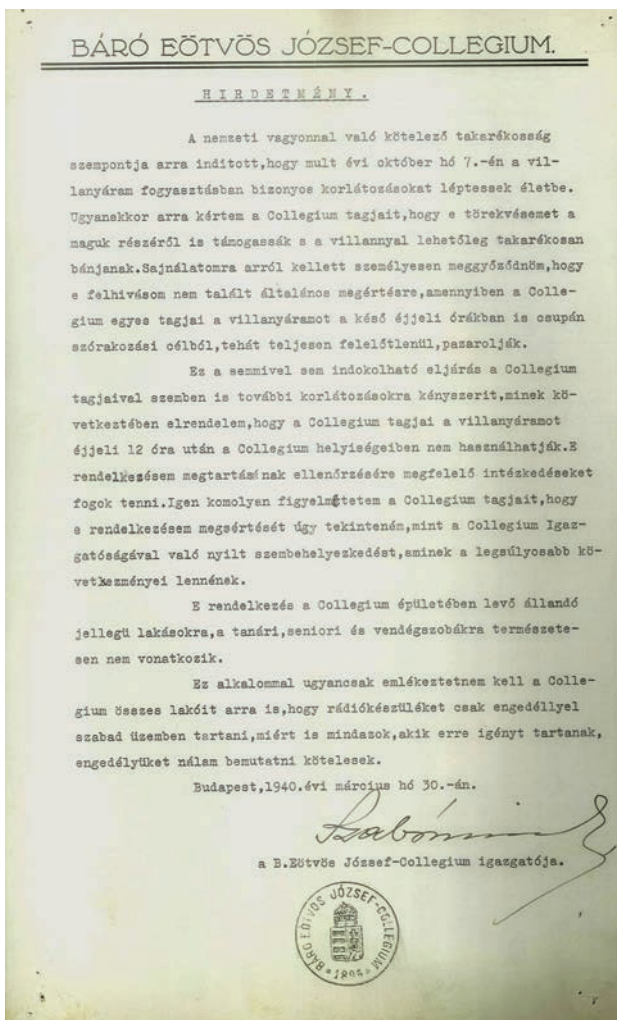 BÁRÓ EÖTVÖS JÓZSEF-COLLEGIUM.
HIRDETMÉNY.
A nemzeti vagyonnal való kötelező takarékosság
szempontja arra inditott,hogy mult évi október hó 7.-én a vil-
lanyáram fogyasztásban bizonyos korlátozásokat léptessek életbe.
Ugyanekkor arra kértem a Collegium tagjait,hogy e törekvésemet a
maguk részéről is támogassák s a villannyal lehetőleg takarékosan
bánjanak.Sajnálatomra arról kellett személyesen meggyőződnöm,hogy
e felhivásom nem talált általános megértésre,amennyiben a Colle-
gium egyes tagjai a villanyáramot a késő éjjeli órákban is csupán
szórakozási célból,tehát teljesen felelőtlenül,pazarolják.
Ez a semmivel sem indokolható eljárás a Collegium
tagjaival szemben is további korlátozásokra kényszerit,minek kö-
vetkeztében elrendelem,hogy a Collegium tagjai a villanyáramot
éjjeli 12 óra után a Collegium helyiségeiben nem használhatják.E
rendelkezésem megtartásának ellenőrzésére megfelelő intézkedéseket
fogok tenni.Igen komolyan figyelmétetem a Collegium tagjait,hogy
e rendelkezésem megsértését úgy tekinteném,mint a Collegium Igaz-
gatóságával való nyilt szembehelyezkedést,aminek a legsúlyosabb kö-
vetkezményei lennének.
E rendelkezés a Collegium épületében levő állandó
jellegü lakásokra,a tanári,seniori és vendégszobákra természete-
sen nem vonatkozik.
Ez alkalommal ugyancsak emlékeztetnem kell a Colle-
gium összes lakóit arra is,hogy rádiókészüléket csak engedéllyel
szabad üzemben tartani,miért is mindazok,akik erre igényt tartanak,
engedélyüket nálam bemutatni kötelesek.
Budapest,1940.évi március hó 30.-án.
a B.Eötvös József-Collegium igazgatója.
BÁRÓ EÖTVÖS JÓZSEF-COLLEGIUM
1895